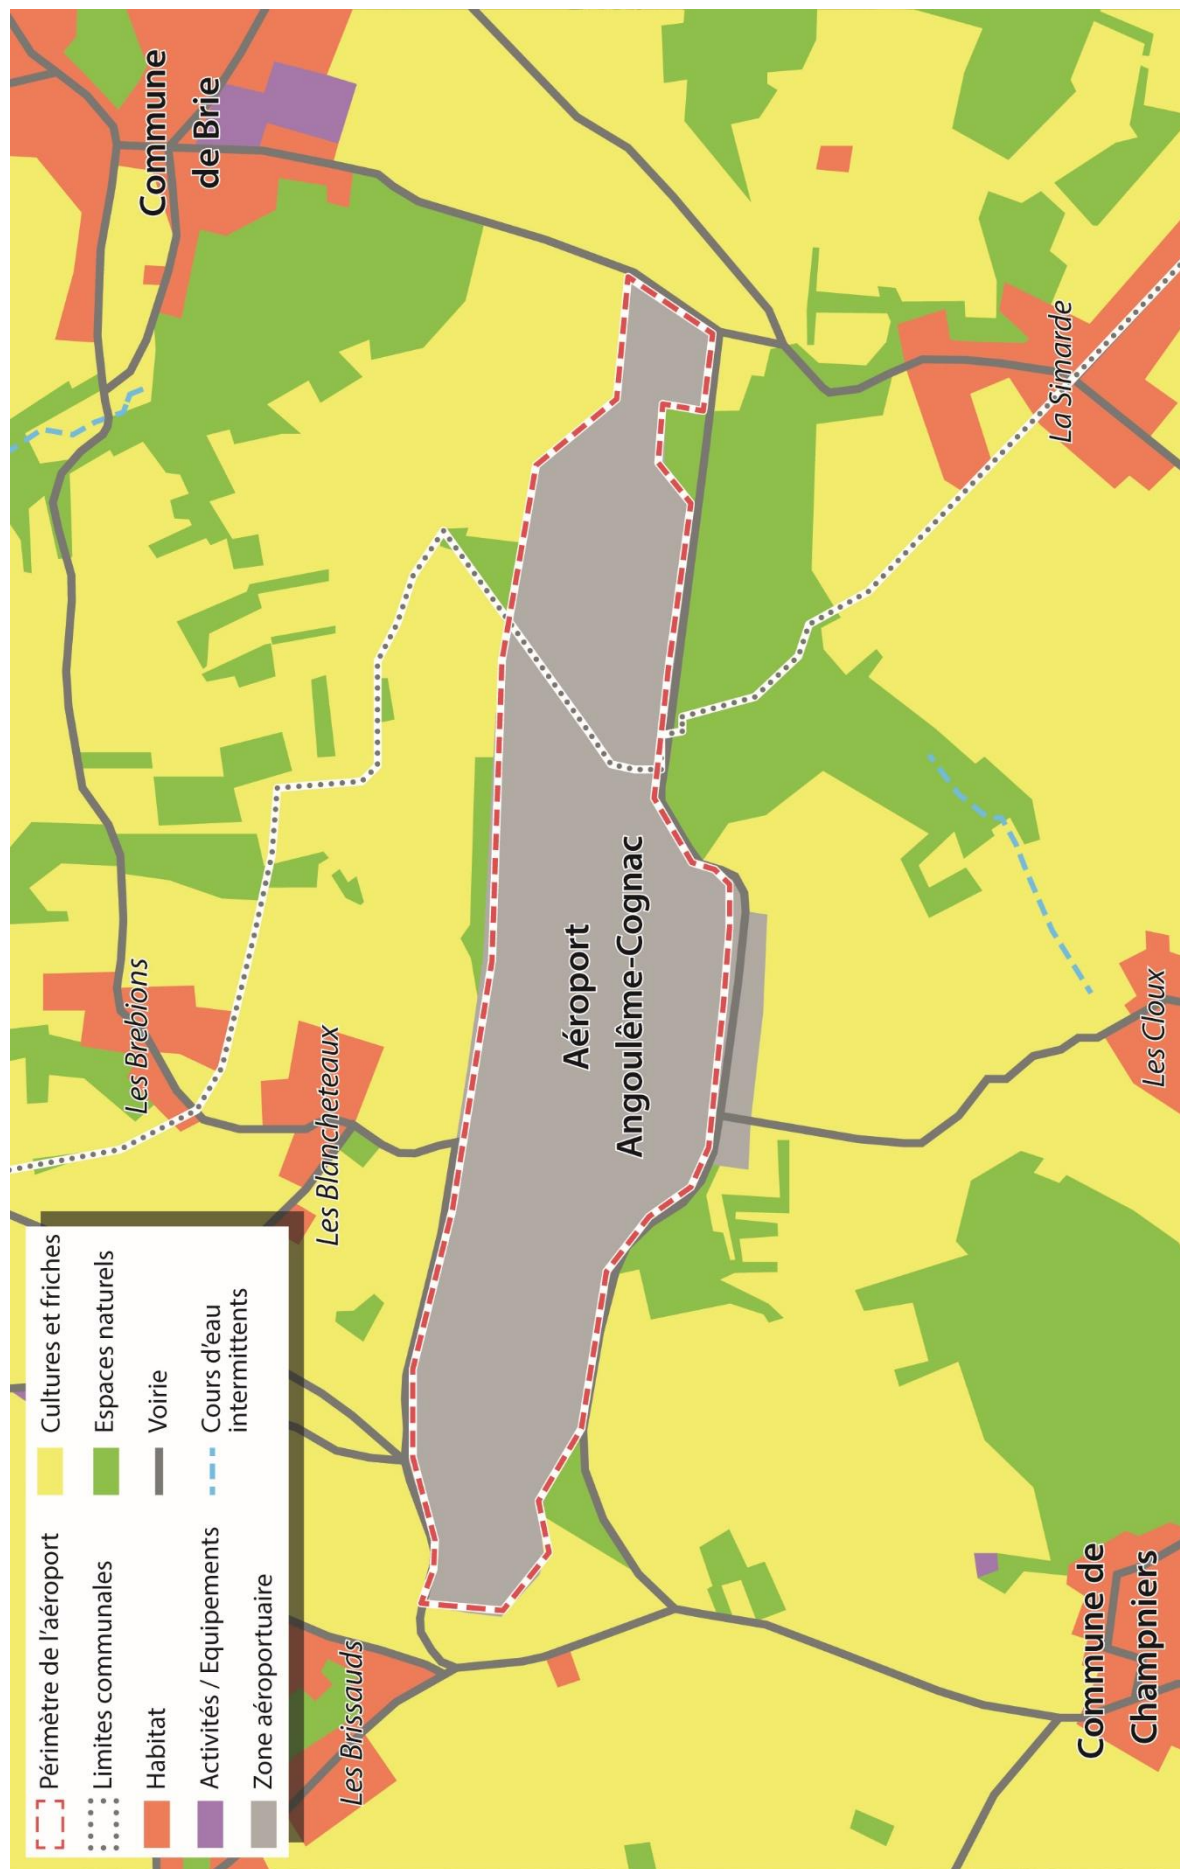 Périmètre de l'aéroport
Limites communales
Habitat
Activités / Equipements
Zone aéroportuaire
Cultures et friches
Espaces naturels
Voirie
Cours d'eau
intermittents
Commune
de Brie
Les Brebions
Les Blancheteaux
Les Brissauds
Aéroport
Angoulême-Cognac
La Simarde
Les Cloux
Commune de
Champniers